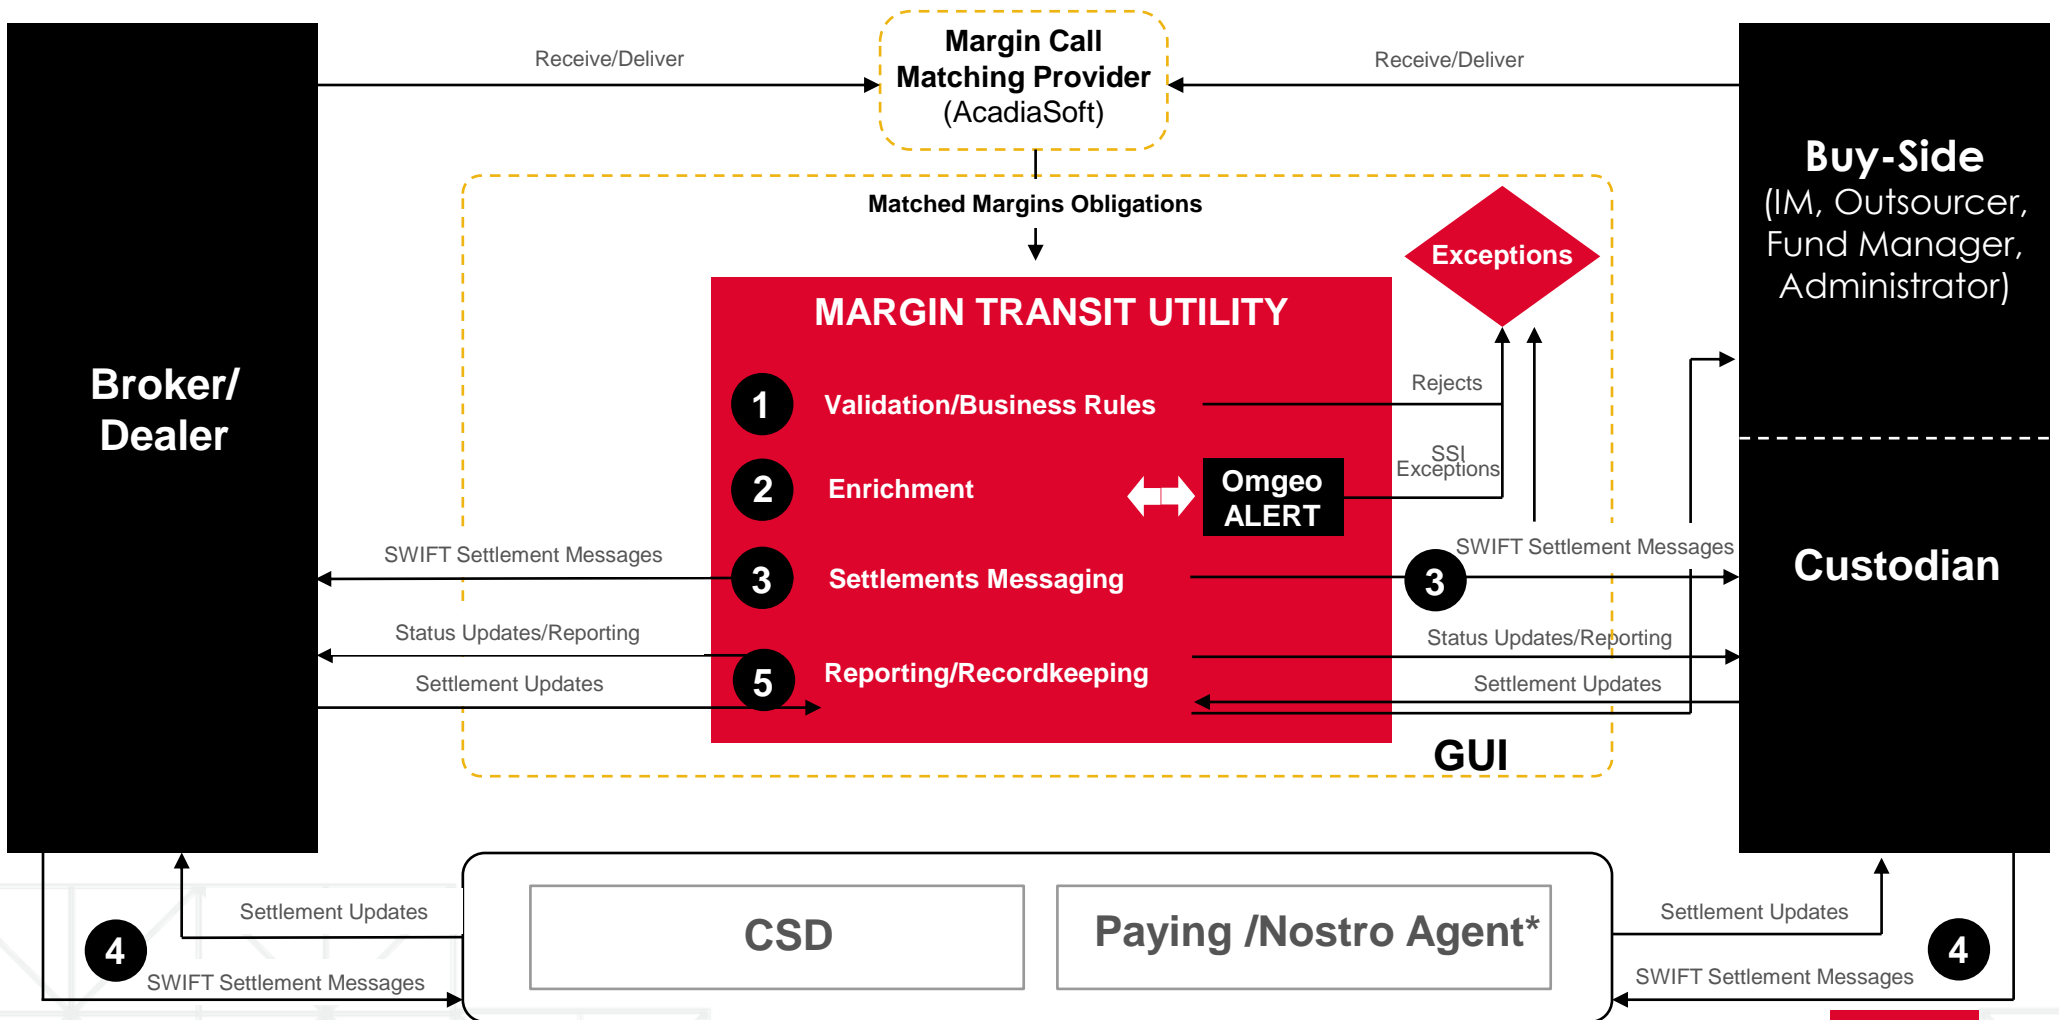 Receive/Deliver
Margin Call
Matching Provider
(AcadiaSoft)
Receive/Deliver
Buy-Side
(IM, Outsourcer,
Fund Manager,
Administrator)
Matched Margins Obligations
Exceptions
MARGIN TRANSIT UTILITY
Broker/
Dealer
1
Validation/Business Rules
Rejects
2
Enrichment
Omgeo
ALERT
SSI
Exceptions
SWIFT Settlement Messages
3
Settlements Messaging
3
SWIFT Settlement Messages
Custodian
Status Updates/Reporting
Status Updates/Reporting
5
Reporting/Recordkeeping
Settlement Updates
Settlement Updates
GUI
Settlement Updates
4
SWIFT Settlement Messages
CSD
Paying /Nostro Agent*
Settlement Updates
4
SWIFT Settlement Messages